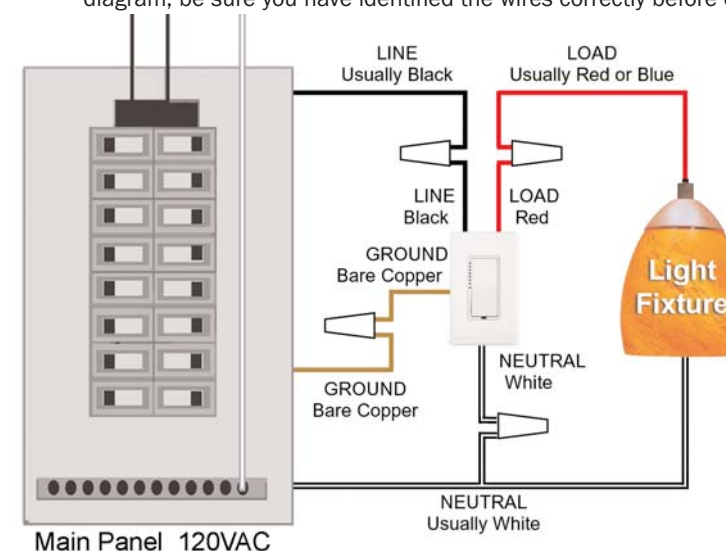 diagram, be sure you have identified the wires correctly before
LINE
Usually Black
LOAD
Usually Red or Blue
LINE
Black
LOAD
Red
GROUND
Bare Copper
Light
Fixture
NEUTRAL
White
GROUND
Bare Copper
NEUTRAL
Usually White
Main Panel 120VAC